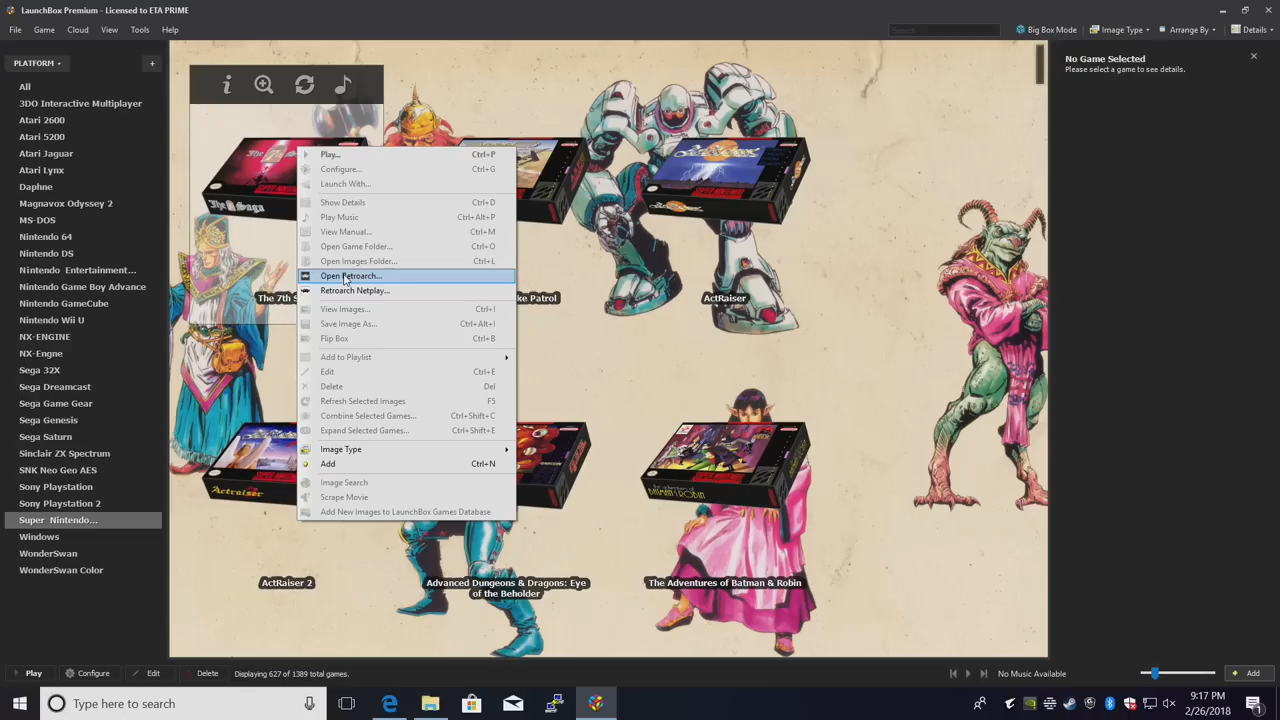 LaunchBox Premium - Licensed to ETA PRIME
File Game Cloud View Tools Help
Search
Big Box Mode Image Type Arrange By Details
PLATFORM +
All
3DO Interactive Multiplayer
Atari 2600
Atari 5200
Atari Jaguar
Atari Lynx
Daphne
Magnavox Odyssey 2
MS-DOS
Nintendo 64
Nintendo DS
Nintendo Entertainment...
Nintendo Game Boy Advance
Nintendo GameCube
Nintendo Wii U
NX-ENGINE
NX-Engne
Sega 32X
Sega Dreamcast
Sega Game Gear
Sega Genesis
Sega Saturn
Sinclair ZX Spectrum
SNK Neo Geo AES
Sony Playstation
Sony Playstation 2
Super Nintendo...
Windows
WonderSwan
WonderSwan Color
Play... Ctrl+P
Configure... Ctrl+G
Launch With...
Show Details Ctrl+D
Play Music Ctrl+Alt+P
View Manual... Ctrl+M
Open Game Folder... Ctrl+O
Open Images Folder... Ctrl+L
Open Retroarch...
Retroarch Netplay...
View Images... Ctrl+I
Save Image As... Ctrl+Alt+I
Flip Box Ctrl+B
Add to Playlist
Edit Ctrl+E
Delete Del
Refresh Selected Images F5
Combine Selected Games... Ctrl+Shift+C
Expand Selected Games... Ctrl+Shift+E
Image Type
Add Ctrl+N
Image Search
Scrape Movie
Add New Images to LaunchBox Games Database
The 7th S
ke Patrol
ActRaiser
Actraiser
ActRaiser 2
Advanced Dungeons & Dragons: Eye
of the Beholder
BATMAN & ROBIN
The Adventures of Batman & Robin
No Game Selected
Please select a game to see details.
Play Configure Edit Delete Displaying 627 of 1389 total games.
No Music Available
Add
Type here to search
9:17 PM
2/26/2018
1